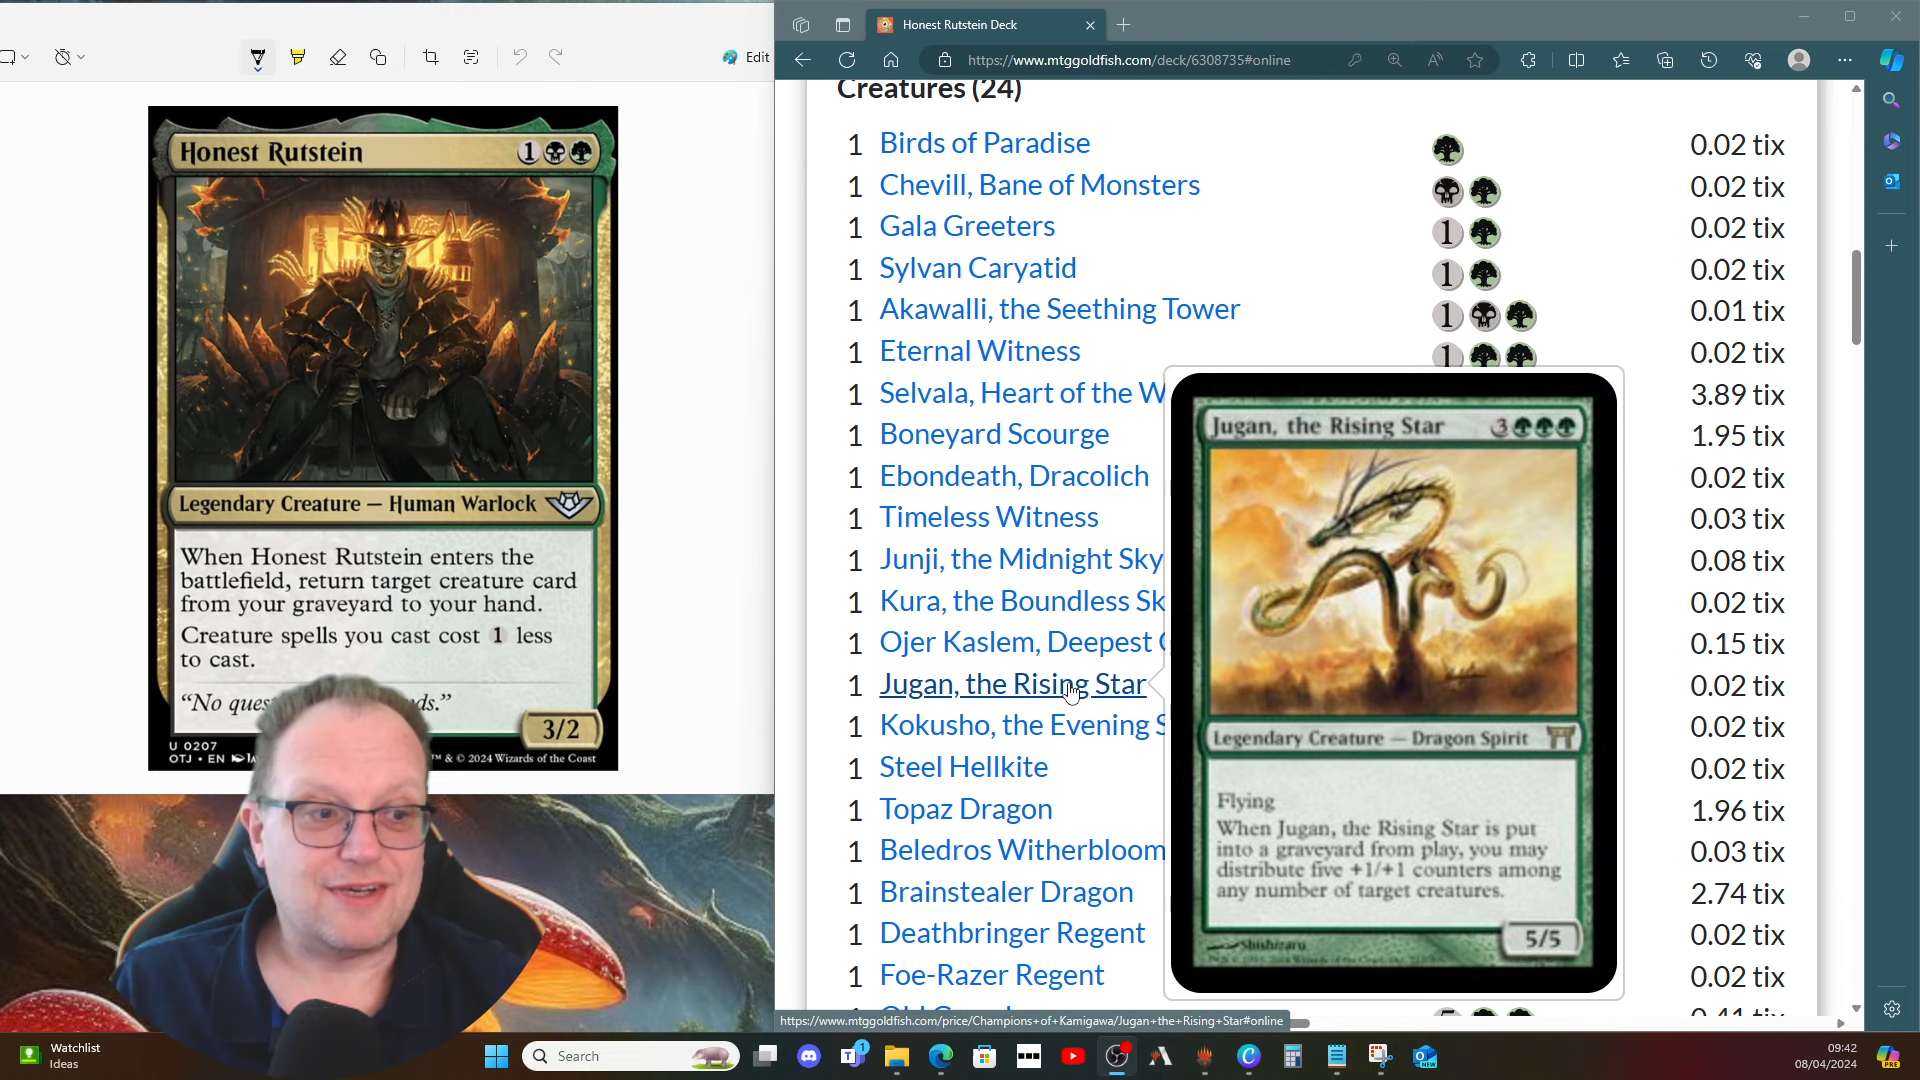 Edit
Honest Rutstein
1
When Honest Rutstein enters the
battlefield, return target creature card
from your graveyard to your hand.
Creature spells you cast cost 1 less
to cast.
Legendary Creature — Human Warlock
"No
3/2
U 0207
OTJ • EN
™ & © 2024 Wizards of the Coast
Honest Rutstein Deck
https://www.mtggoldfish.com/deck/6308735#online
Creatures (24)
1 Birds of Paradise 0.02 tix
1 Chevill, Bane of Monsters 0.02 tix
1 Gala Greeters 1 0.02 tix
1 Sylvan Caryatid 1 0.02 tix
1 Akawalli, the Seething Tower 1 0.01 tix
1 Eternal Witness 1 0.02 tix
1 Selvala, Heart of the W 3.89 tix
1 Boneyard Scourge 1.95 tix
1 Ebondeath, Dracolich 0.02 tix
1 Timeless Witness 0.03 tix
1 Junji, the Midnight Sky 0.08 tix
1 Kura, the Boundless Sk 0.02 tix
1 Ojer Kaslem, Deepest 0.15 tix
1 Jugan, the Rising Star 0.02 tix
1 Kokusho, the Evening S 0.02 tix
1 Steel Hellkite 0.02 tix
1 Topaz Dragon 1.96 tix
1 Beledros Witherbloom 0.03 tix
1 Brainstealer Dragon 2.74 tix
1 Deathbringer Regent 0.02 tix
1 Foe-Razer Regent 0.02 tix
Jugan, the Rising Star 3
Legendary Creature — Dragon Spirit
Flying
When Jugan, the Rising Star is put
into a graveyard from play, you may
distribute five +1/+1 counters among
any number of target creatures.
5/5
Shishizaru
https://www.mtggoldfish.com/price/Champions+of+Kamigawa/Jugan+the+Rising+Star#online
Watchlist
Ideas
Search
1
09:42
08/04/2024